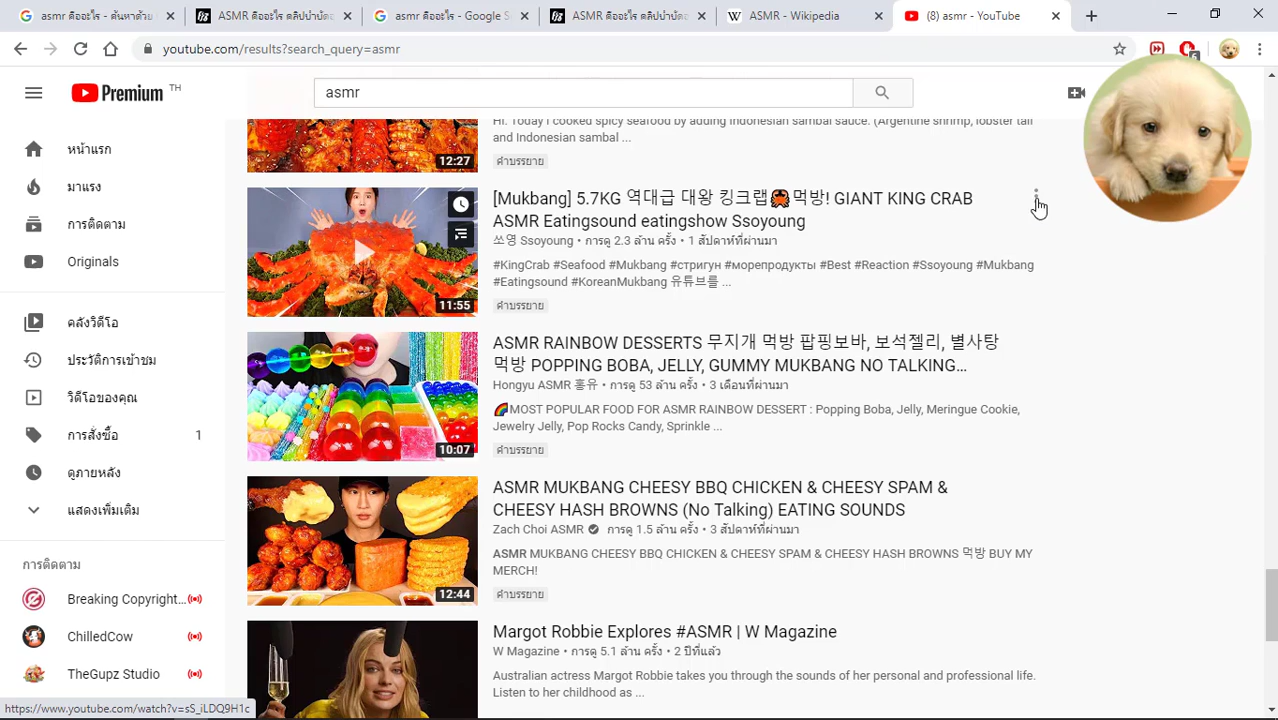 asmr คืออะไร - ค้นหาด้วย
ASMR คืออะไร คลิปบำบัดอ
asmr คืออะไร - Google S
ASMR คืออะไร คลิปบำบัดอ
ASMR - Wikipedia
(8) asmr - YouTube
youtube.com/results?search_query=asmr
Premium TH
asmr
หน้าแรก
มาแรง
การติดตาม
Originals
คลังวิดีโอ
ประวัติการเข้าชม
วิดีโอของคุณ
การสั่งซื้อ 1
ดูภายหลัง
แสดงเพิ่มเติม
การติดตาม
Breaking Copyright...
ChilledCow
TheGupz Studio
Hi. Today I cooked spicy seafood by adding Indonesian sambal sauce. (Argentine shrimp, lobster tail
and Indonesian sambal ...
12:27
คำบรรยาย
[Mukbang] 5.7KG 역대급 대왕 킹크랩🦀먹방! GIANT KING CRAB
ASMR Eatingsound eatingshow Ssoyoung
쏘영 Ssoyoung • การดู 2.3 ล้าน ครั้ง • 1 สัปดาห์ที่ผ่านมา
#KingCrab #Seafood #Mukbang #стригун #морепродукты #Best #Reaction #Ssoyoung #Mukbang
#Eatingsound #KoreanMukbang 유튜브를 ...
11:55
คำบรรยาย
ASMR RAINBOW DESSERTS 무지개 먹방 팝핑보바, 보석젤리, 별사탕
먹방 POPPING BOBA, JELLY, GUMMY MUKBANG NO TALKING...
Hongyu ASMR 홍유 • การดู 53 ล้าน ครั้ง • 3 เดือนที่ผ่านมา
🌈MOST POPULAR FOOD FOR ASMR RAINBOW DESSERT : Popping Boba, Jelly, Meringue Cookie,
Jewelry Jelly, Pop Rocks Candy, Sprinkle ...
10:07
คำบรรยาย
ASMR MUKBANG CHEESY BBQ CHICKEN & CHEESY SPAM &
CHEESY HASH BROWNS (No Talking) EATING SOUNDS
Zach Choi ASMR การดู 1.5 ล้าน ครั้ง • 3 สัปดาห์ที่ผ่านมา
ASMR MUKBANG CHEESY BBQ CHICKEN & CHEESY SPAM & CHEESY HASH BROWNS 먹방 BUY MY
MERCH!
12:44
คำบรรยาย
Margot Robbie Explores #ASMR | W Magazine
W Magazine • การดู 5.1 ล้าน ครั้ง • 2 ปีที่แล้ว
Australian actress Margot Robbie takes you through the sounds of her personal and professional life.
Listen to her childhood as ...
https://www.youtube.com/watch?v=sS_iLDQ9H1c